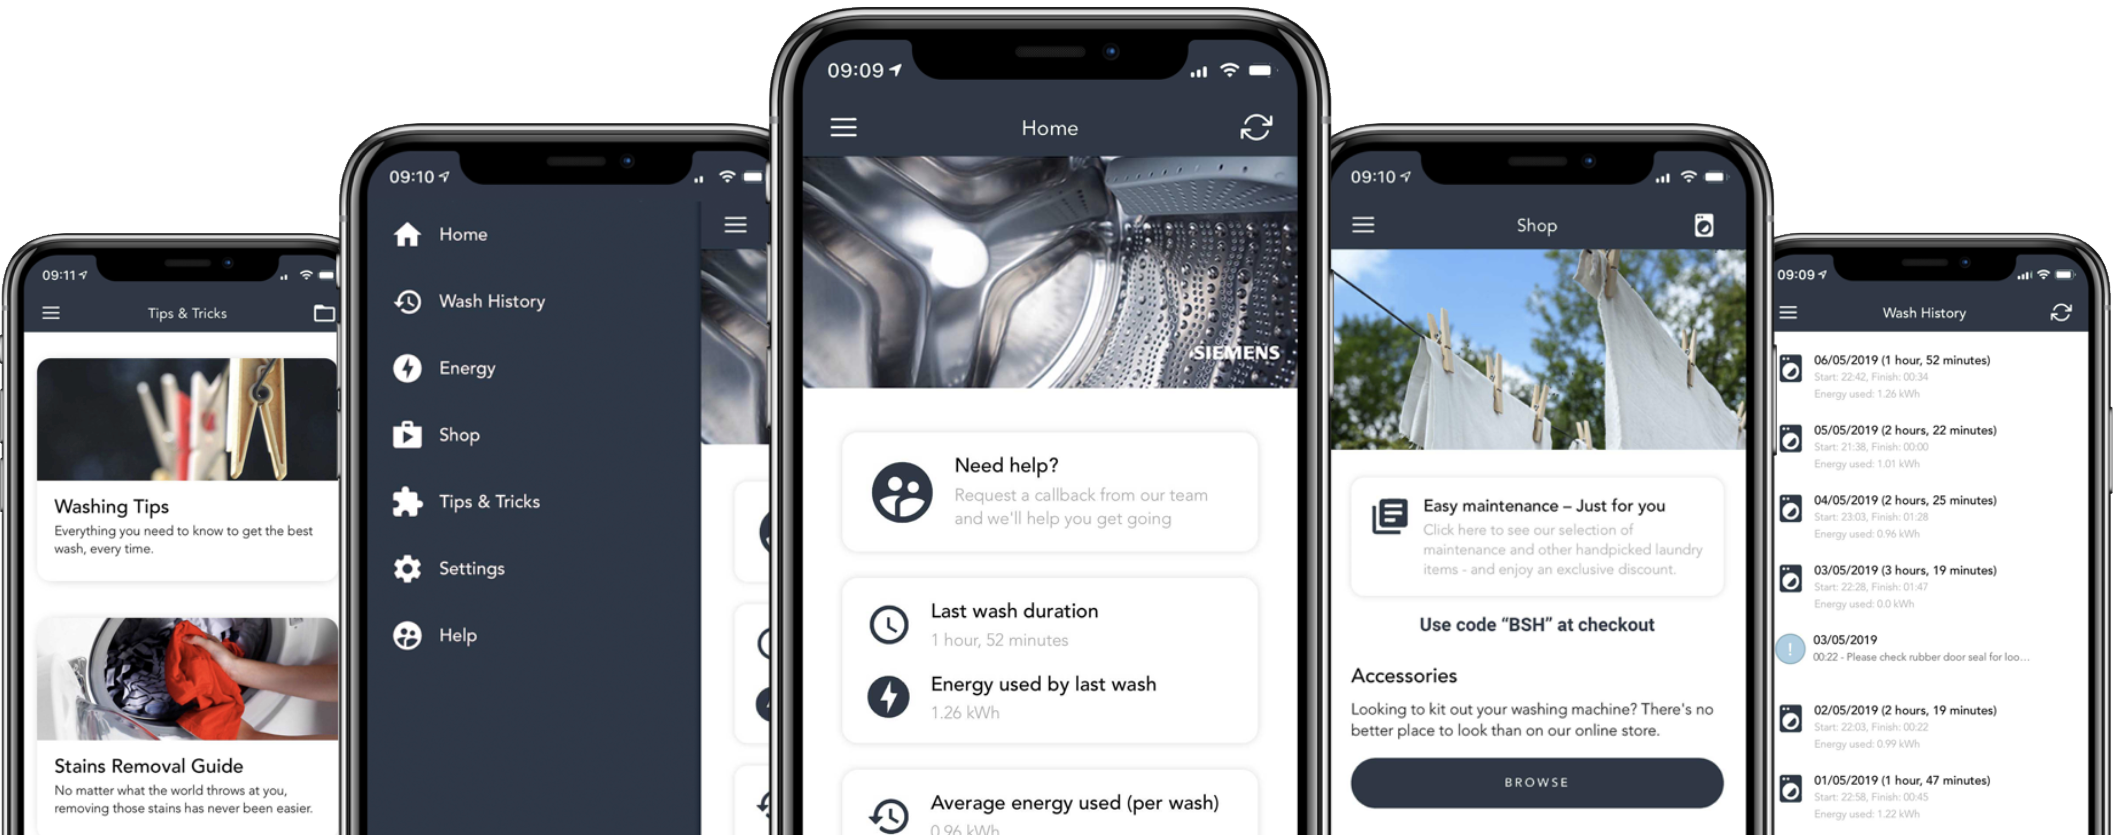 09:11
Tips & Tricks
Washing Tips
Everything you need to know to get the best
wash, every time.
Stains Removal Guide
No matter what the world throws at you,
removing those stains has never been easier.
09:10
Home
Wash History
Energy
Shop
Tips & Tricks
Settings
Help
09:09
Home
SIEMENS
Need help?
Request a callback from our team
and we'll help you get going
Last wash duration
1 hour, 52 minutes
Energy used by last wash
1.26 kWh
Average energy used (per wash)
0.96 kWh
09:10
Shop
Easy maintenance – Just for you
Click here to see our selection of
maintenance and other handpicked laundry
items - and enjoy an exclusive discount.
Use code “BSH” at checkout
Accessories
Looking to kit out your washing machine? There's no
better place to look than on our online store.
BROWSE
09:09
Wash History
06/05/2019 (1 hour, 52 minutes)
Start: 22:42, Finish: 00:34
Energy used: 1.26 kWh
05/05/2019 (2 hours, 22 minutes)
Start: 21:38, Finish: 00:00
Energy used: 1.01 kWh
04/05/2019 (2 hours, 25 minutes)
Start: 23:03, Finish: 01:28
Energy used: 0.96 kWh
03/05/2019 (3 hours, 19 minutes)
Start: 22:28, Finish: 01:47
Energy used: 0.0 kWh
03/05/2019
00:22 - Please check rubber door seal for loo...
02/05/2019 (2 hours, 19 minutes)
Start: 22:03, Finish: 00:22
Energy used: 0.99 kWh
01/05/2019 (1 hour, 47 minutes)
Start: 22:58, Finish: 00:45
Energy used: 1.22 kWh